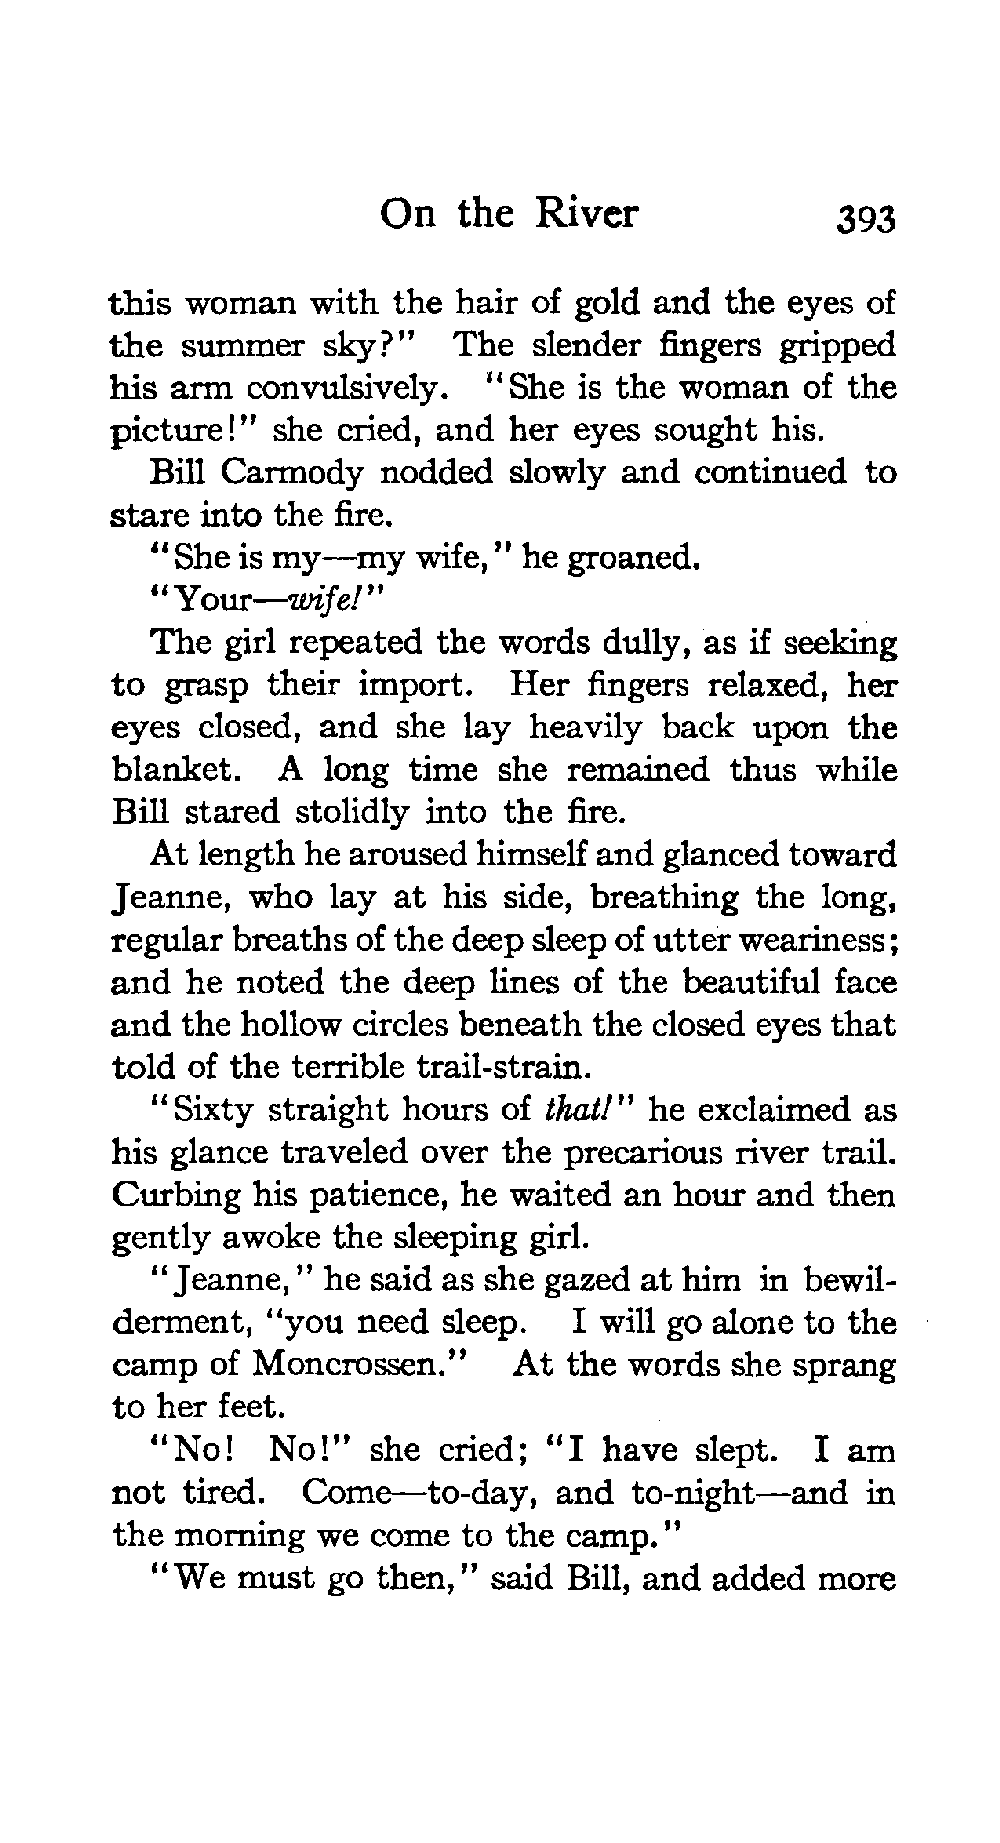 On the River 393
this woman with the hair of gold and the eyes of
the summer sky?" The slender fingers gripped
his arm convulsively. "She is the woman of the
picture!" she cried, and her eyes sought his.
Bill Carmody nodded slowly and continued to
stare into the fire.
"She is my—my wife," he groaned.
"Your—wife!"
The girl repeated the words dully, as if seeking
to grasp their import. Her fingers relaxed, her
eyes closed, and she lay heavily back upon the
blanket. A long time she remained thus while
Bill stared stolidly into the fire.
At length he aroused himself and glanced toward
Jeanne, who lay at his side, breathing the long,
regular breaths of the deep sleep of utter weariness;
and he noted the deep lines of the beautiful face
and the hollow circles beneath the closed eyes that
told of the terrible trail-strain.
"Sixty straight hours of that!" he exclaimed as
his glance traveled over the precarious river trail.
Curbing his patience, he waited an hour and then
gently awoke the sleeping girl.
"Jeanne," he said as she gazed at him in bewil-
derment, "you need sleep. I will go alone to the
camp of Moncrossen." At the words she sprang
to her feet.
"No! No!" she cried; "I have slept. I am
not tired. Come—to-day, and to-night—and in
the morning we come to the camp."
"We must go then," said Bill, and added more